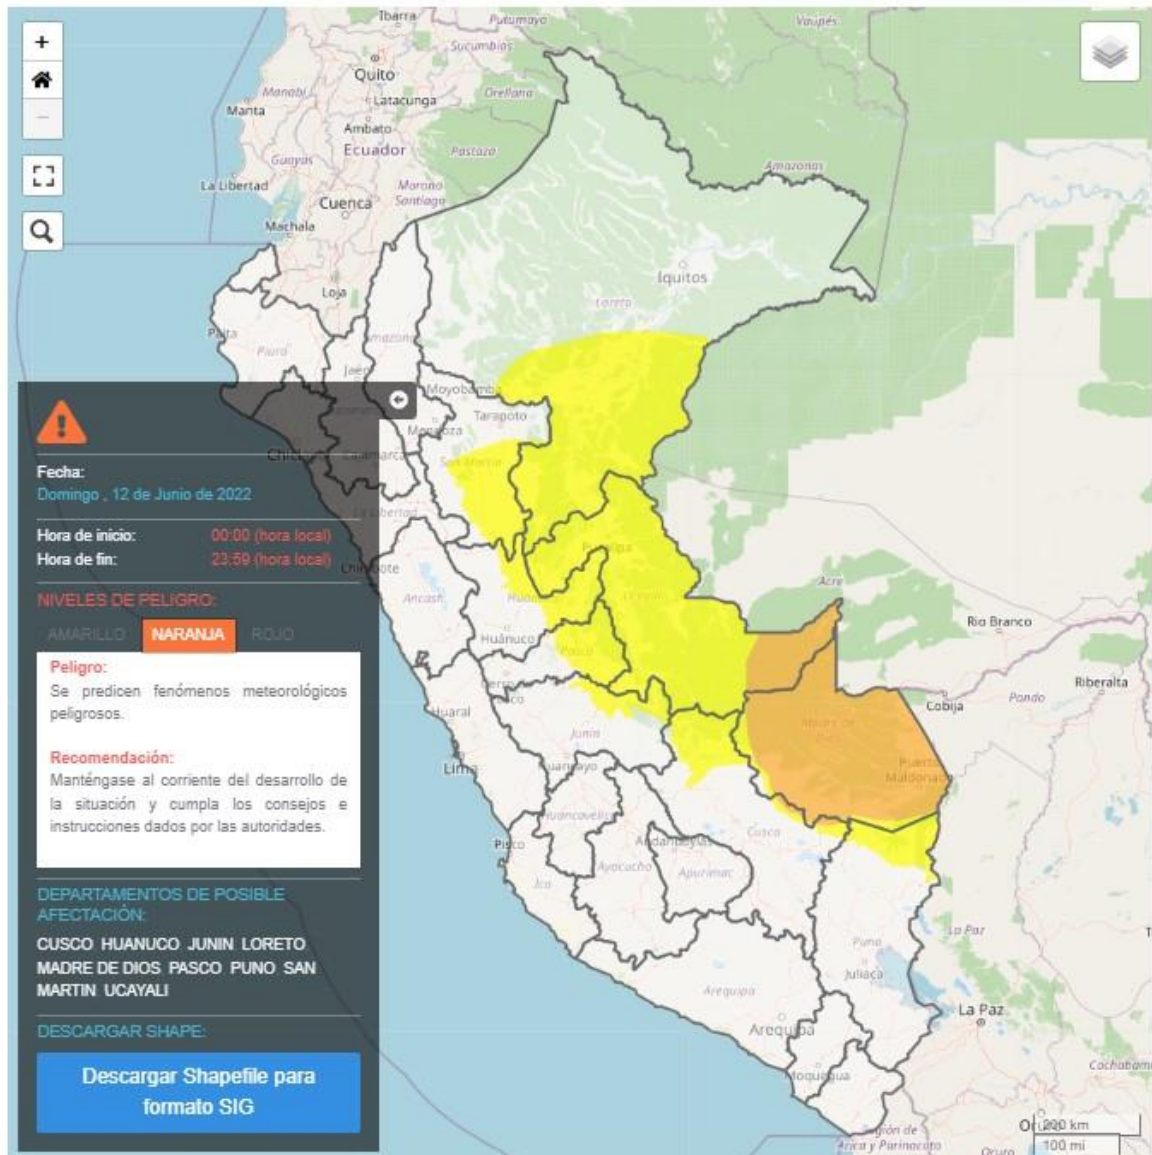 +
−
Ibarra
Putumayo
Vaupés
Sucumbíos
Quito
Orellana
Manabí
Latacunga
Manta
Ambato
Ecuador
Pastaza
Guayas
Amazonas
La Libertad
Morona
Santiago
Cuenca
Machala
Iquitos
Loja
Loreto
Piura
Jaén
Moyobamba
Tarapoto
San Martín
La Libertad
Ancash
Huánuco
Pasco
Acre
Rio Branco
Riberalta
Pando
Cobija
Huaral
Junín
Madre de
Puerto
Maldonado
Lima
Huancavelica
Cusco
Pisco
Andahuaylas
Ayacucho
Apurímac
Ica
La Paz
Puno
Juliaca
Arequipa
La Paz
Arequipa
Moquegua
Cochabam
Región de
Arica y Parinacota
Oruro
200 km
100 mi
Fecha:
Domingo , 12 de Junio de 2022
Hora de inicio: 00:00 (hora local)
Hora de fin: 23:59 (hora local)
NIVELES DE PELIGRO:
AMARILLO NARANJA ROJO
Peligro:
Se predicen fenómenos meteorológicos
peligrosos.
Recomendación:
Manténgase al corriente del desarrollo de
la situación y cumpla los consejos e
instrucciones dados por las autoridades.
DEPARTAMENTOS DE POSIBLE
AFECTACIÓN:
CUSCO HUANUCO JUNIN LORETO
MADRE DE DIOS PASCO PUNO SAN
MARTIN UCAYALI
DESCARGAR SHAPE:
Descargar Shapefile para
formato SIG